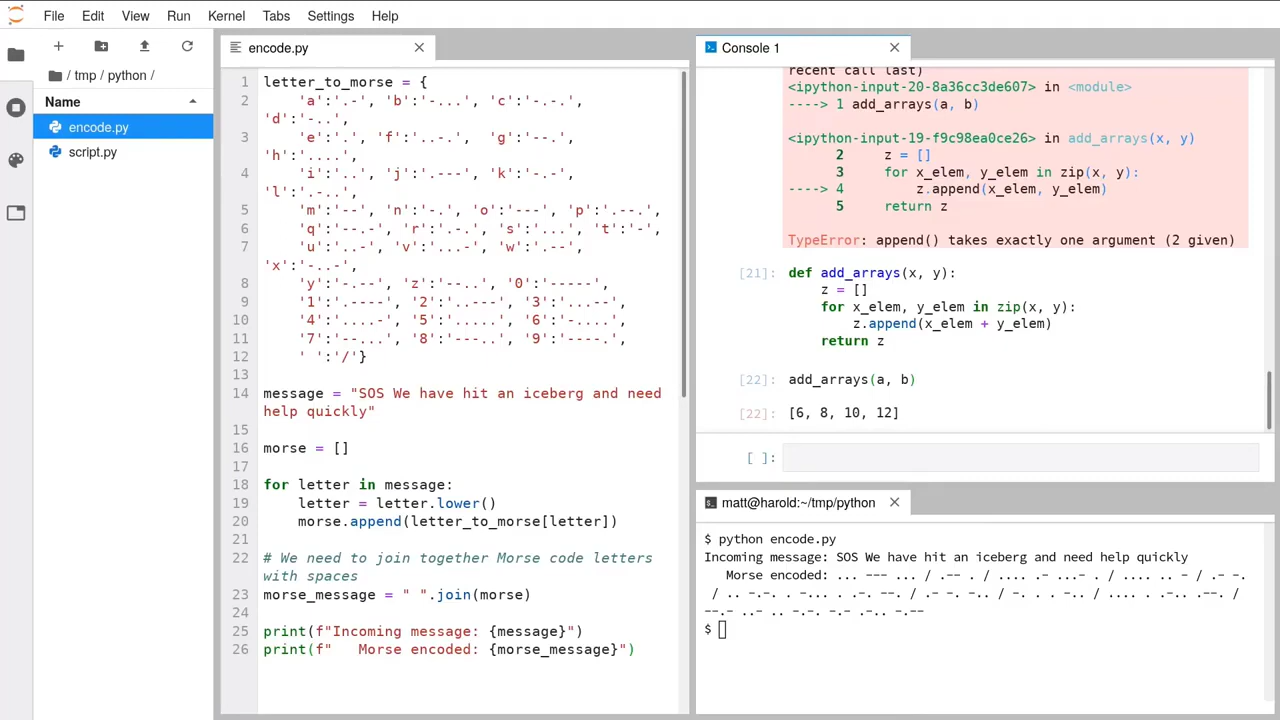 File Edit View Run Kernel Tabs Settings Help
/ tmp / python /
Name
encode.py
script.py
encode.py
1 letter_to_morse = {
2 'a':'.-', 'b':'-...', 'c':'-.-.',
'd':'-..',
3 'e':'.', 'f':'..-.', 'g':'--.',
'h':'....',
4 'i':'..', 'j':'.---', 'k':'-.-',
'l':'.-..',
5 'm':'--', 'n':'-.', 'o':'---', 'p':'.--.',
6 'q':'--.-', 'r':'.-.', 's':'...', 't':'-',
7 'u':'..-', 'v':'...-', 'w':'.--',
'x':'-..-',
8 'y':'-.--', 'z':'--..', '0':'-----',
9 '1':'.----', '2':'..---', '3':'...--',
10 '4':'....-', '5':'.....', '6':'-....',
11 '7':'--...', '8':'---..', '9':'----.',
12 ' ':'/'}
13
14 message = "SOS We have hit an iceberg and need
help quickly"
15
16 morse = []
17
18 for letter in message:
19 letter = letter.lower()
20 morse.append(letter_to_morse[letter])
21
22 # We need to join together Morse code letters
with spaces
23 morse_message = " ".join(morse)
24
25 print(f"Incoming message: {message}")
26 print(f"   Morse encoded: {morse_message}")
Console 1
recent call last)
<ipython-input-20-8a36cc3de607> in <module>
----> 1 add_arrays(a, b)
<ipython-input-19-f9c98ea0ce26> in add_arrays(x, y)
2 z = []
3 for x_elem, y_elem in zip(x, y):
----> 4 z.append(x_elem, y_elem)
5 return z
TypeError: append() takes exactly one argument (2 given)
[21]: def add_arrays(x, y):
z = []
for x_elem, y_elem in zip(x, y):
z.append(x_elem + y_elem)
return z
[22]: add_arrays(a, b)
[22]: [6, 8, 10, 12]
[ ]:
matt@harold:~/tmp/python
$ python encode.py
Incoming message: SOS We have hit an iceberg and need help quickly
Morse encoded: ... --- ... / .-- . / .... .- ...- . / .... .. - / .- -.
/ .. -.-. . -... . .-. --. / .- -. -.. / -. . . -.. / .... . .-.. .--. /
--.- ..- .. -.-. -.- .-.. -.--
$